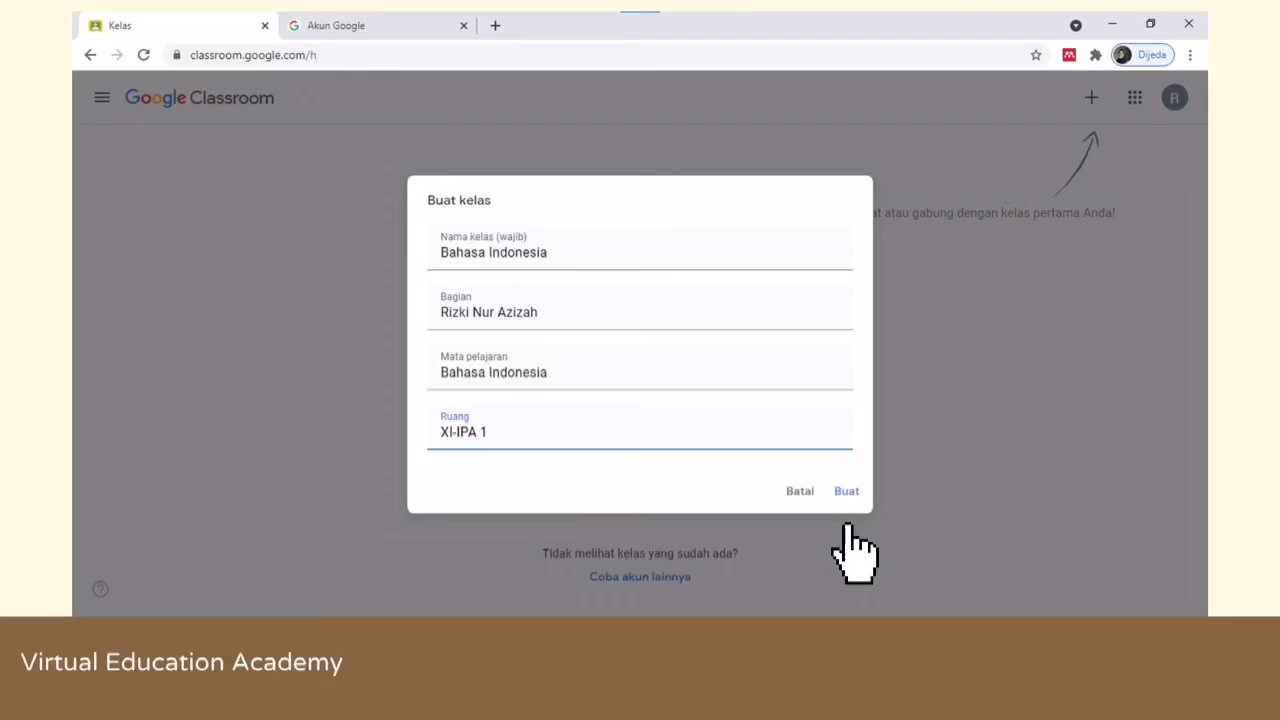 Kelas
Akun Google
classroom.google.com/h
Dijeda
Google Classroom
R
at atau gabung dengan kelas pertama Anda!
Buat kelas
Nama kelas (wajib)
Bahasa Indonesia
Bagian
Rizki Nur Azizah
Mata pelajaran
Bahasa Indonesia
Ruang
XI-IPA 1
Batal
Buat
Tidak melihat kelas yang sudah ada?
Coba akun lainnya
Virtual Education Academy